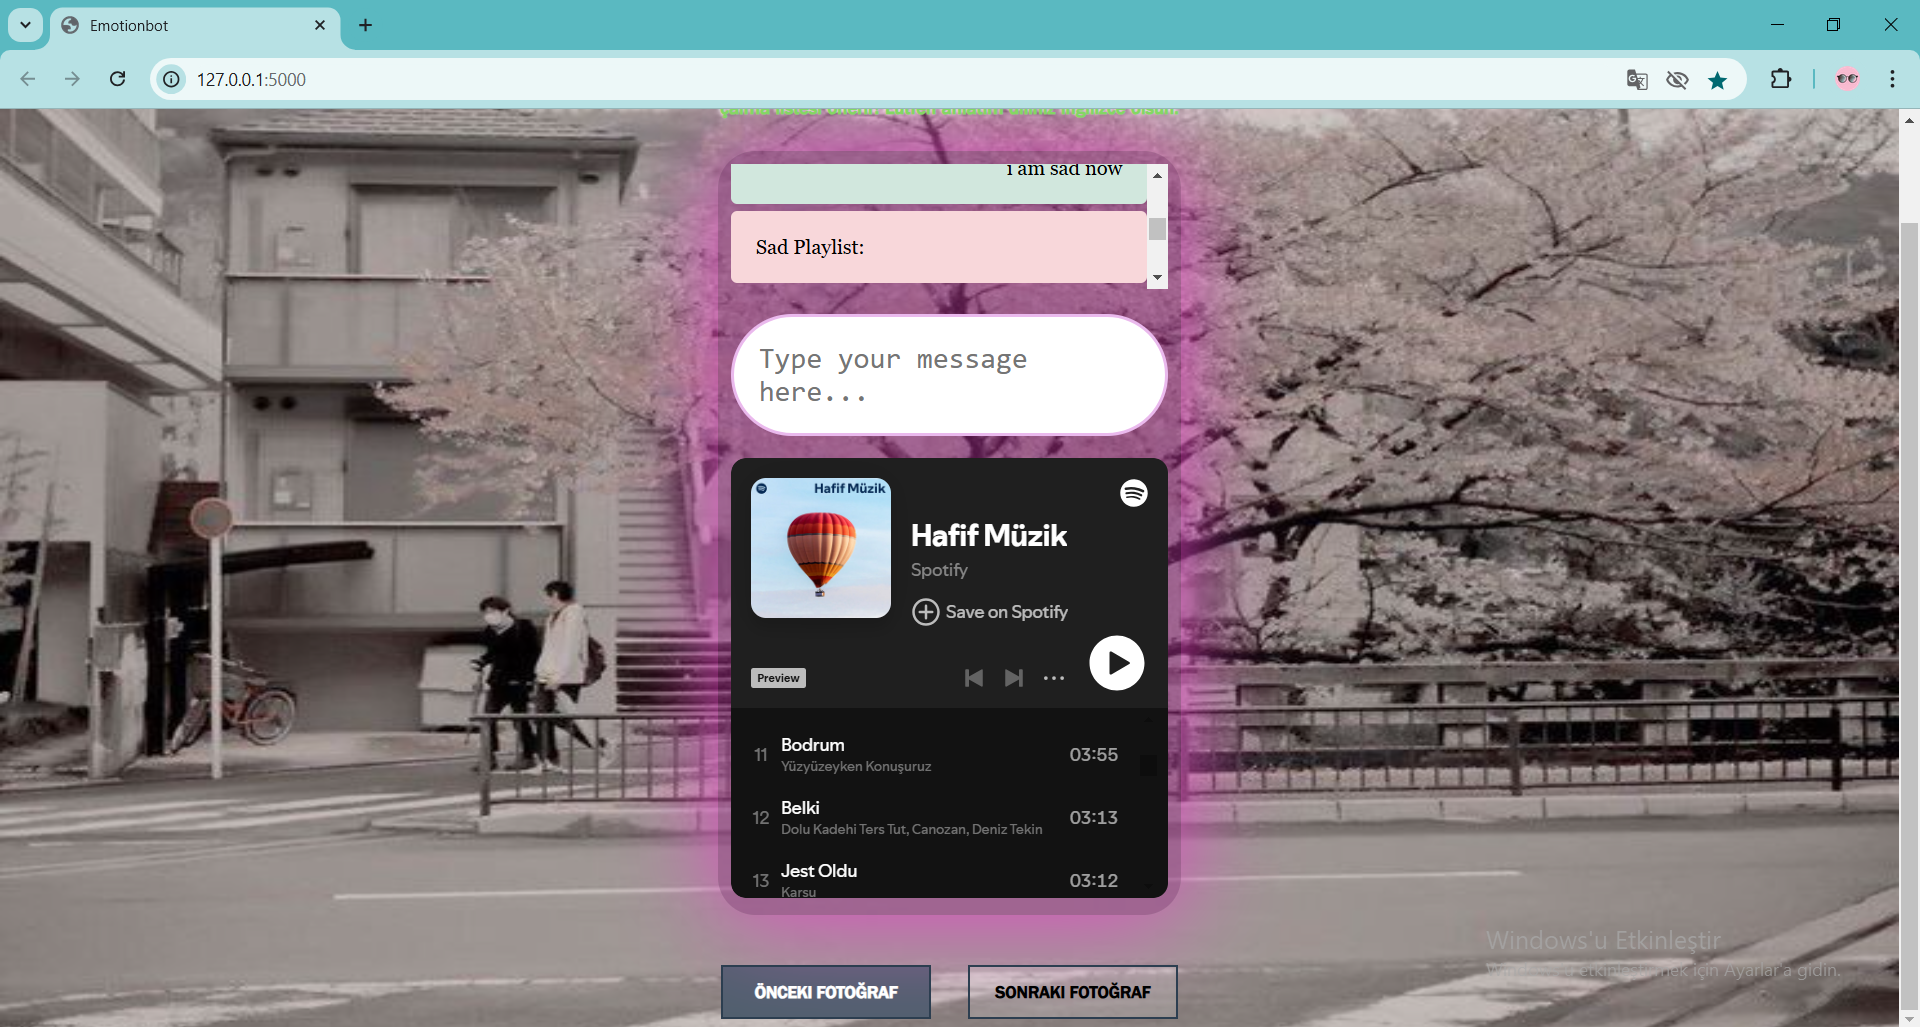 Emotionbot
127.0.0.1:5000
i am sad now
Sad Playlist:
Type your message
here...
Hafif Müzik
Hafif Müzik
Spotify
Save on Spotify
Preview
11 Bodrum 03:55
Yüzyüzeyken Konuşuruz
12 Belki 03:13
Dolu Kadehi Ters Tut, Canozan, Deniz Tekin
13 Jest Oldu 03:12
Karsu
Windows'u Etkinleştir
Windows'u etkinleştirmek için Ayarlar'a gidin.
ÖNCEKI FOTOĞRAF
SONRAKI FOTOĞRAF